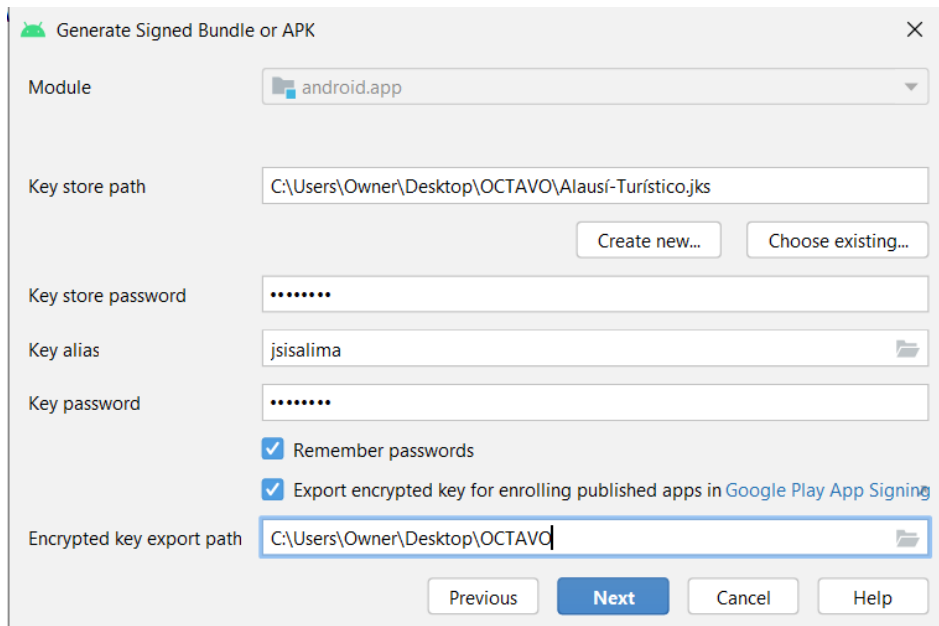 Generate Signed Bundle or APK
Module
android.app
Key store path
C:\Users\Owner\Desktop\OCTAVO\Alausí-Turístico.jks
Create new... Choose existing...
Key store password
••••••••
Key alias
jsisalima
Key password
••••••••
Remember passwords
Export encrypted key for enrolling published apps in Google Play App Signing
Encrypted key export path
C:\Users\Owner\Desktop\OCTAVO
Previous Next Cancel Help